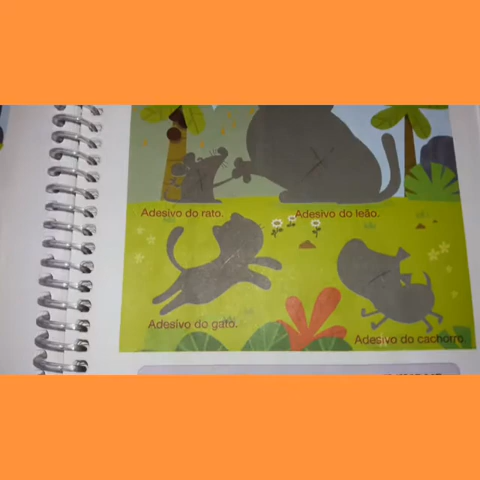 Adesivo do rato.
Adesivo do leão.
Adesivo do gato.
Adesivo do cachorro.